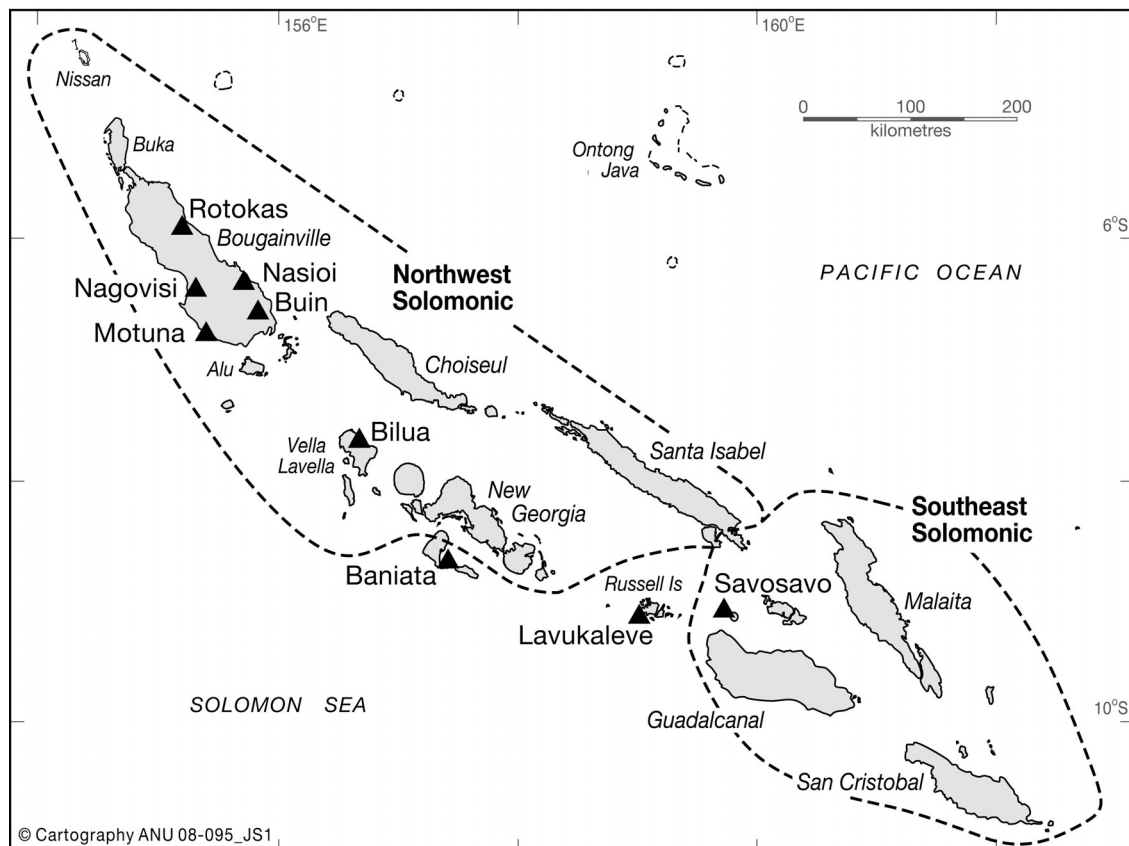 156°E
160°E
Nissan
Buka
0
100
200
kilometres
Ontong
Java
Rotokas
Bougainville
6°S
Nagovisi
Nasioi
Buin
Northwest
Solomonic
PACIFIC OCEAN
Motuna
Alu
Choiseul
Bilua
Vella
Lavella
Santa Isabel
New
Georgia
Southeast
Solomonic
Baniata
Russell Is
Savosavo
Malaita
Lavukaleve
SOLOMON SEA
Guadalcanal
10°S
San Cristobal
© Cartography ANU 08-095_JS1